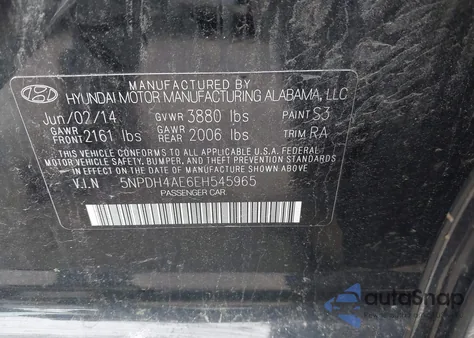 MANUFACTURED BY
HYUNDAI MOTOR MANUFACTURING ALABAMA, LLC
Jun/02/14 GVWR 3880 lbs PAINT S3
GAWR FRONT 2161 lbs GAWR REAR 2006 lbs TRIM RA
THIS VEHICLE CONFORMS TO ALL APPLICABLE U.S.A. FEDERAL
MOTOR VEHICLE SAFETY, BUMPER, AND THEFT PREVENTION
STANDARDS IN EFFECT ON THE DATE OF MANUFACTURE SHOWN ABOVE.
V.I.N 5NPDH4AE6EH545965
PASSENGER CAR
autoSnap